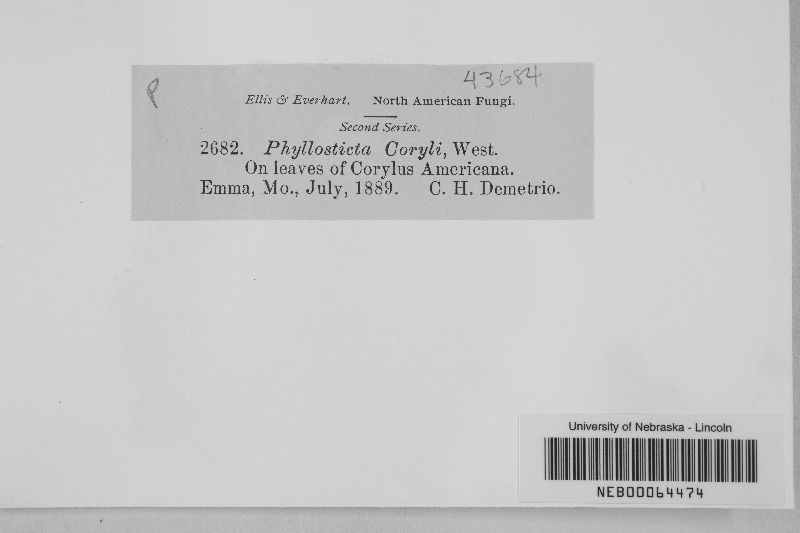 P
43684
Ellis & Everhart. North American Fungi.
Second Series.
2682. Phyllosticta Coryli, West.
On leaves of Corylus Americana.
Emma, Mo., July, 1889. C. H. Demetrio.
University of Nebraska - Lincoln
NEB00064474